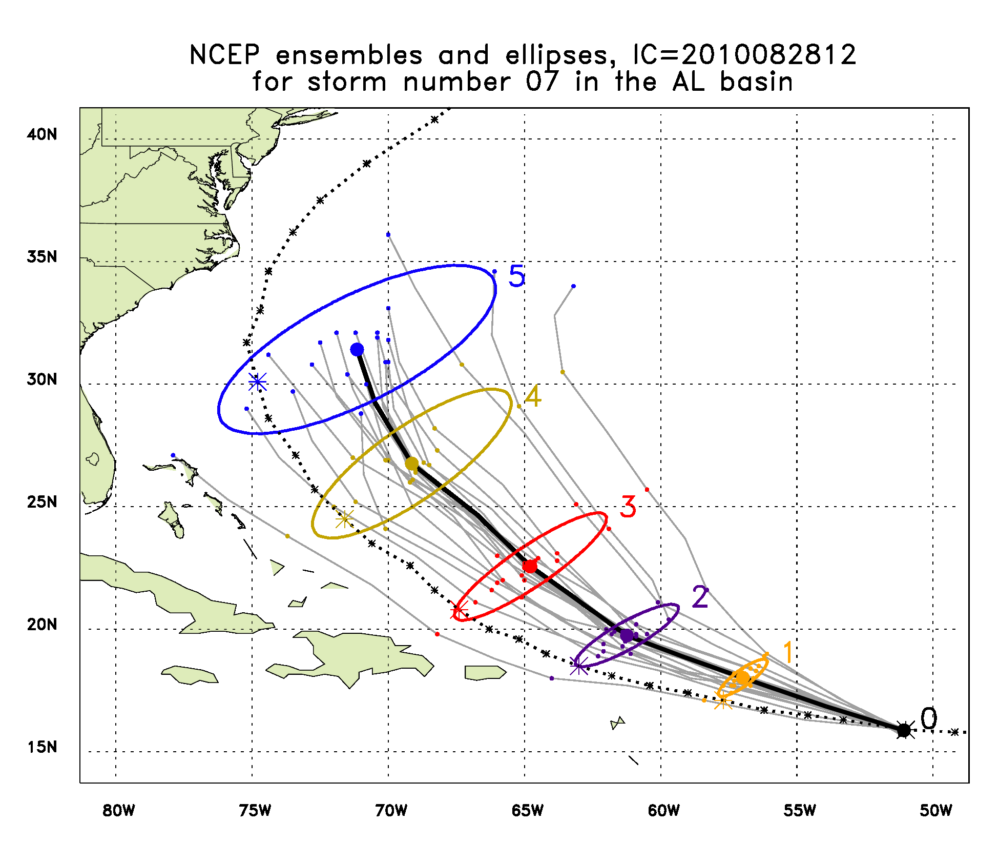 NCEP ensembles and ellipses, IC=2010082812
for storm number 07 in the AL basin
40N
35N
5
30N
4
25N
3
2
20N
1
0
15N
80W 75W 70W 65W 60W 55W 50W